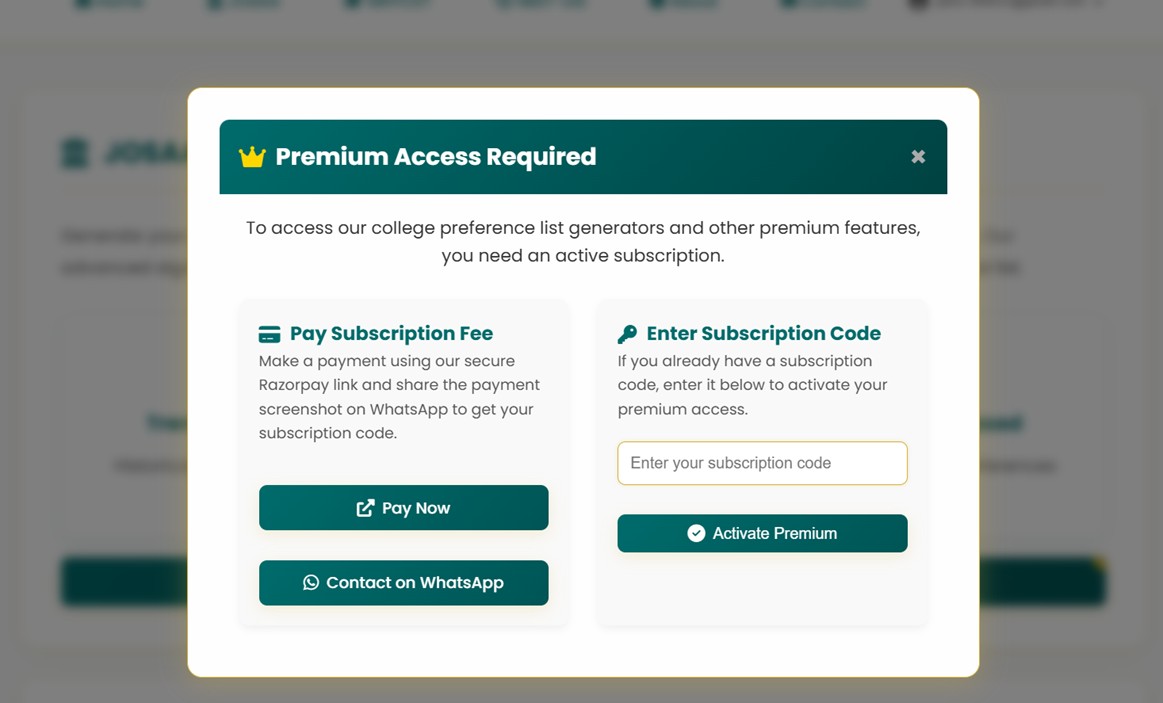 Premium Access Required
To access our college preference list generators and other premium features,
you need an active subscription.
Pay Subscription Fee
Make a payment using our secure
Razorpay link and share the payment
screenshot on WhatsApp to get your
subscription code.
Pay Now
Contact on WhatsApp
Enter Subscription Code
If you already have a subscription
code, enter it below to activate your
premium access.
Enter your subscription code
Activate Premium